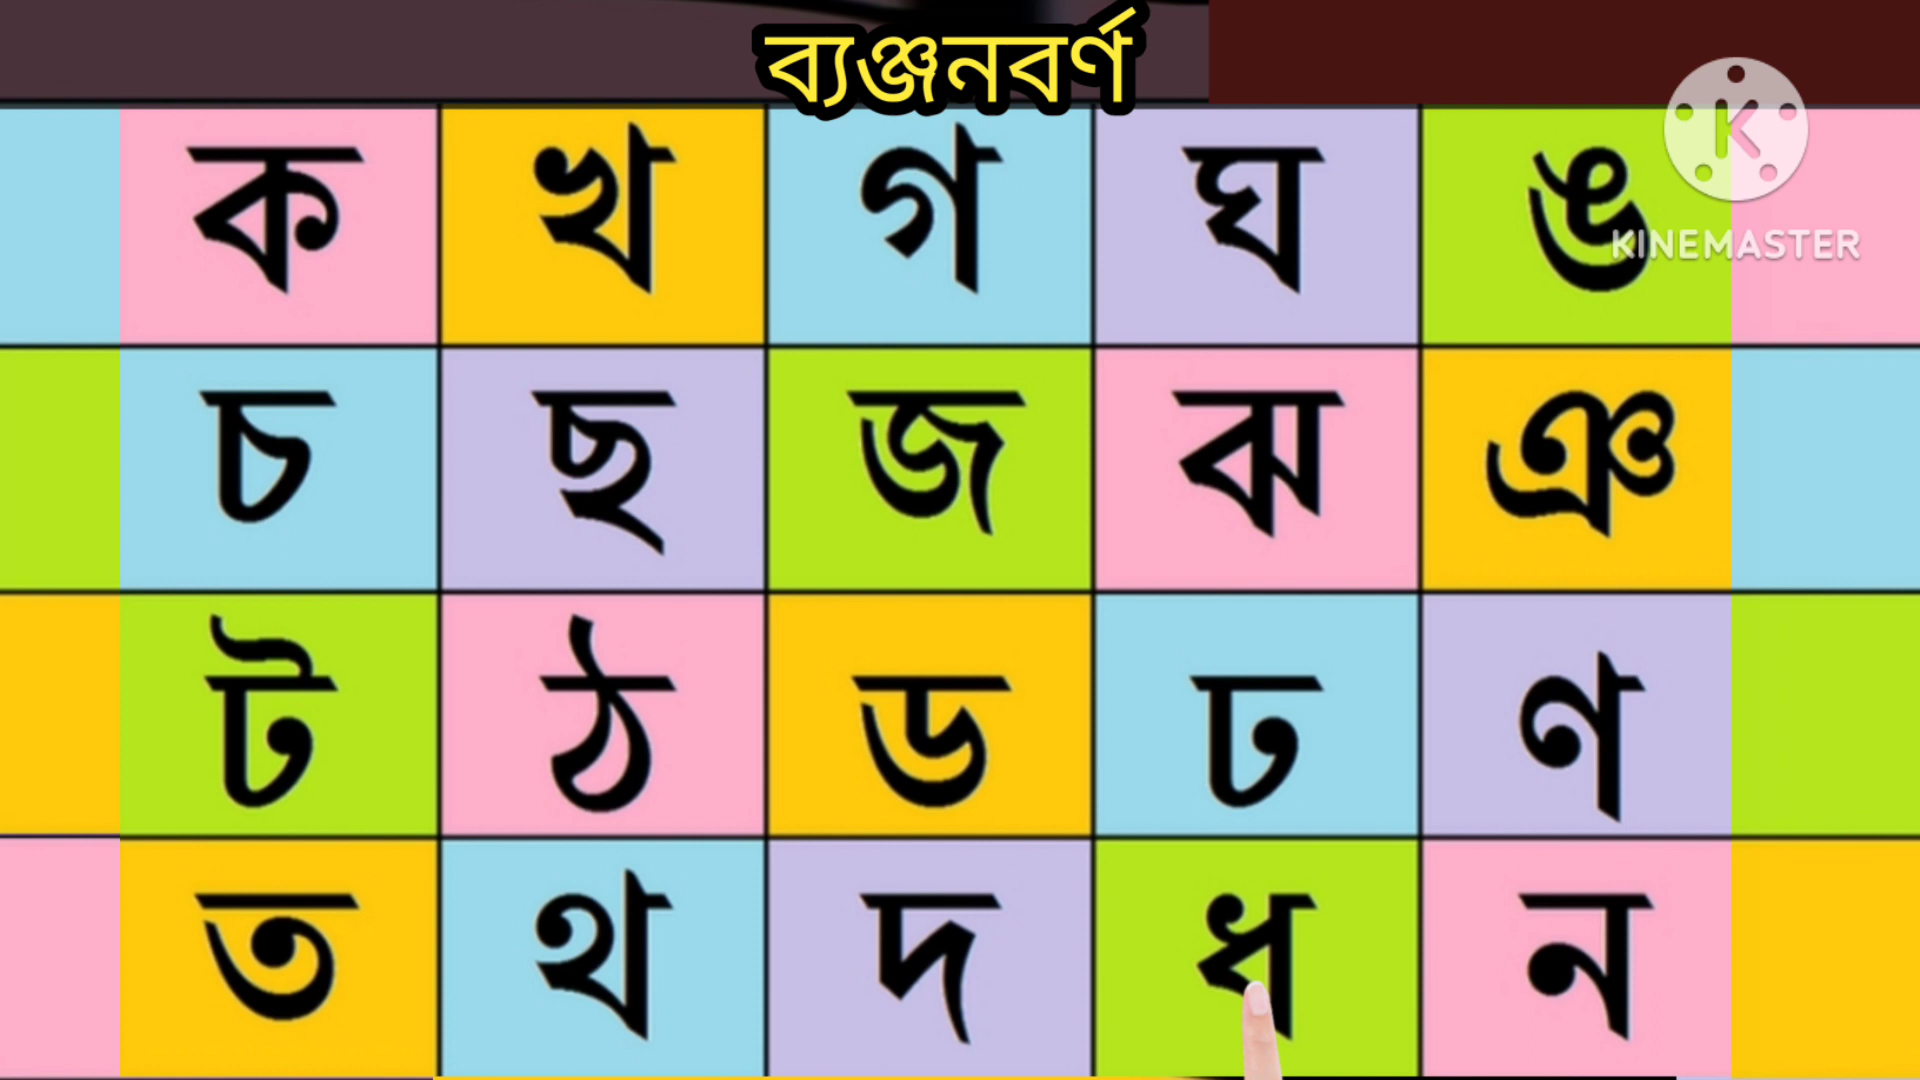 ব্যঞ্জনবর্ণ
ক খ গ ঘ ঙ
K
KINEMASTER
চ ছ জ ঝ ঞ
ট ঠ ড ঢ ণ
ত থ দ ধ ন